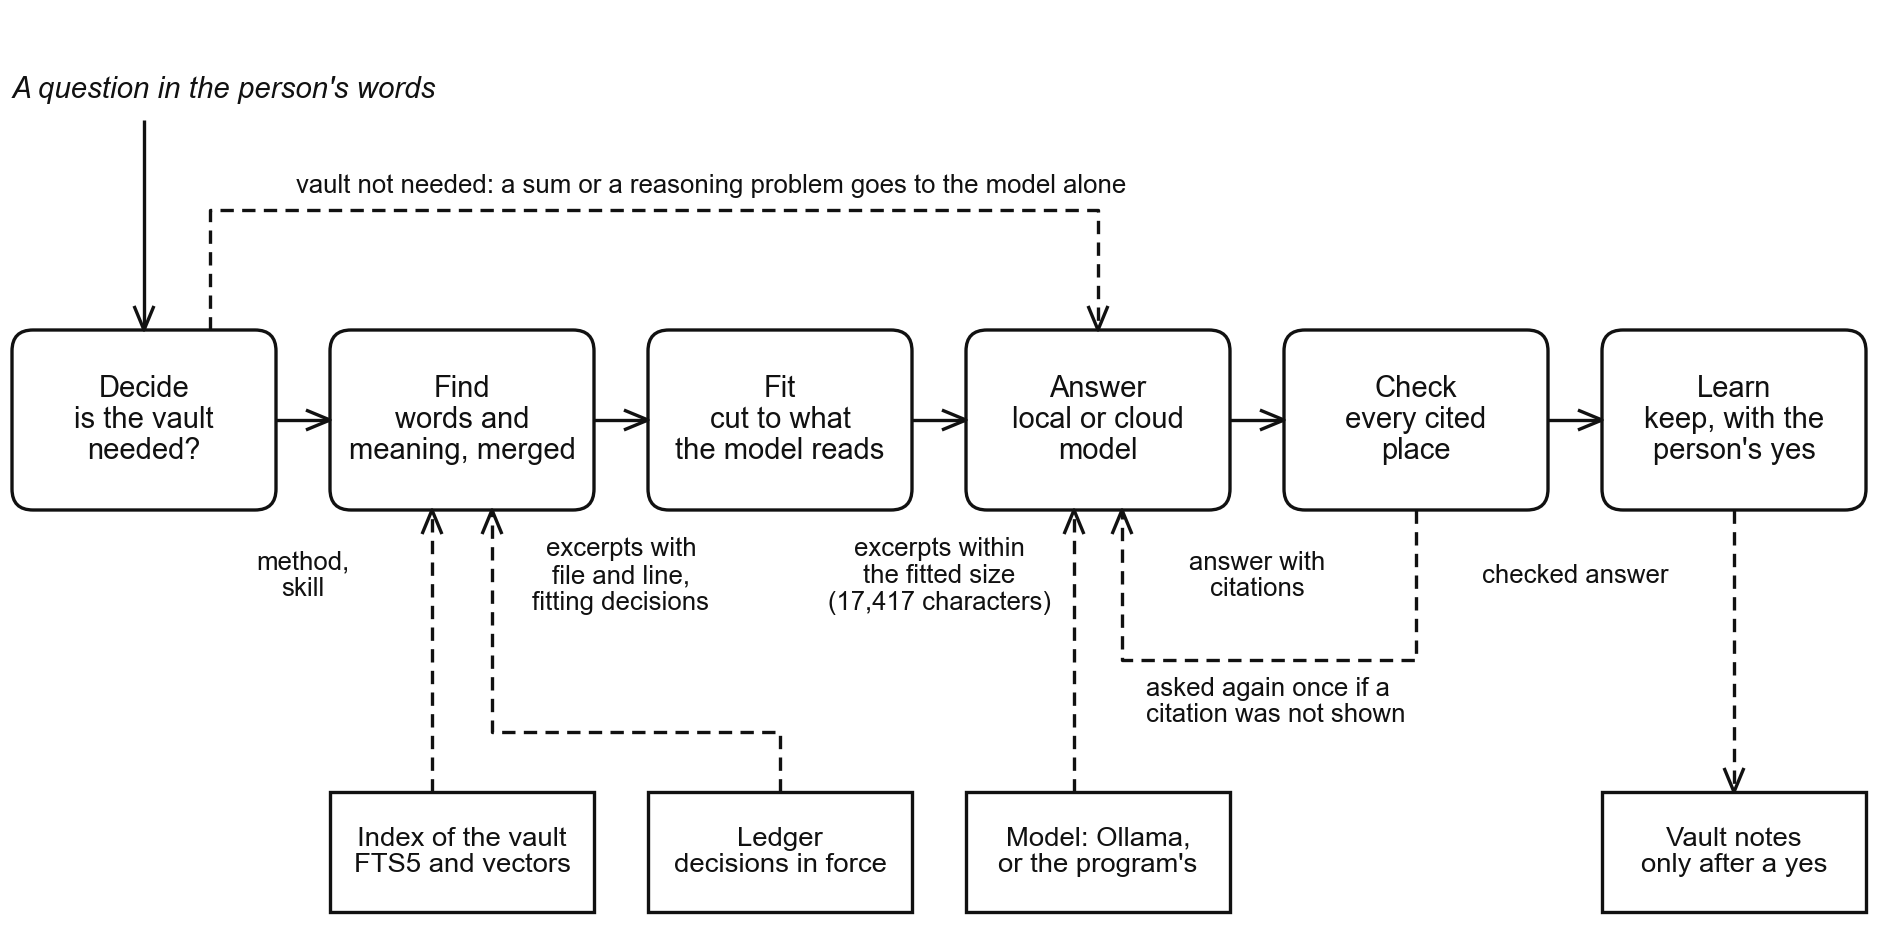 A question in the person's words
vault not needed: a sum or a reasoning problem goes to the model alone
Decide
is the vault
needed?
Find
words and
meaning, merged
Fit
cut to what
the model reads
Answer
local or cloud
model
Check
every cited
place
Learn
keep, with the
person's yes
method,
skill
excerpts with
file and line,
fitting decisions
excerpts within
the fitted size
(17,417 characters)
answer with
citations
checked answer
asked again once if a
citation was not shown
Index of the vault
FTS5 and vectors
Ledger
decisions in force
Model: Ollama,
or the program's
Vault notes
only after a yes